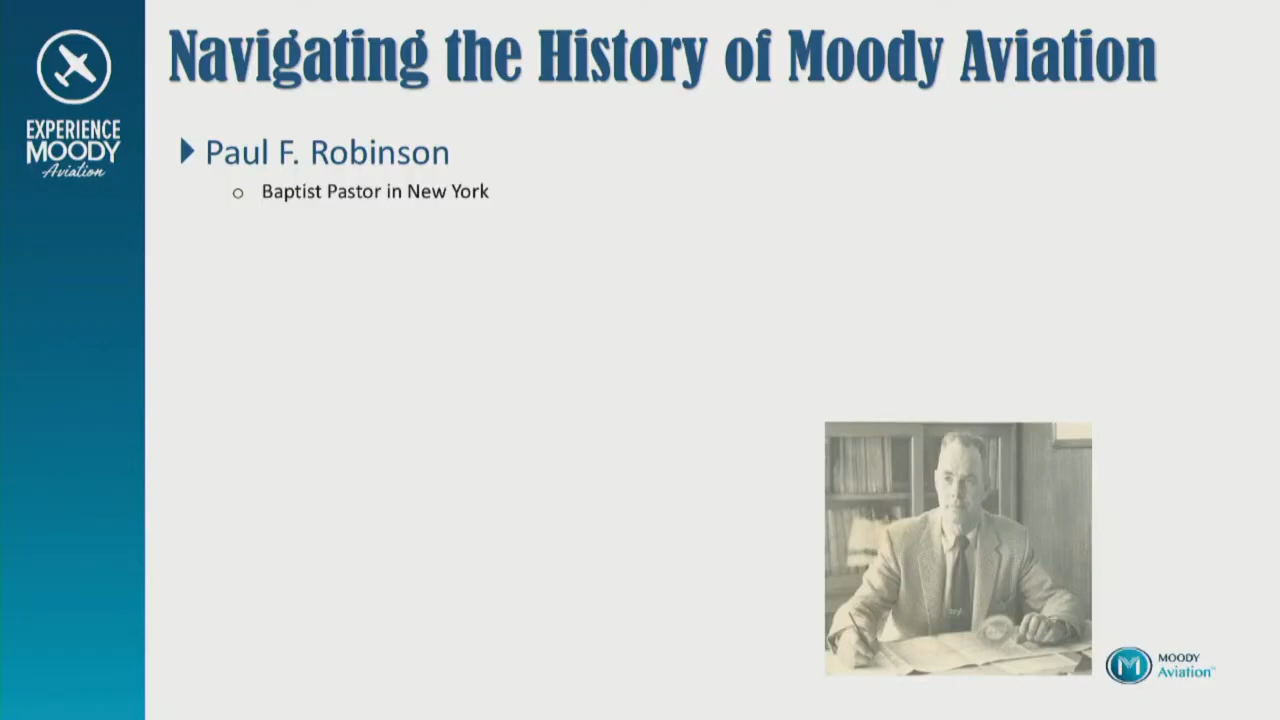 Navigating the History of Moody Aviation
EXPERIENCE
MOODY
Aviation
Paul F. Robinson
Baptist Pastor in New York
M
MOODY
Aviation